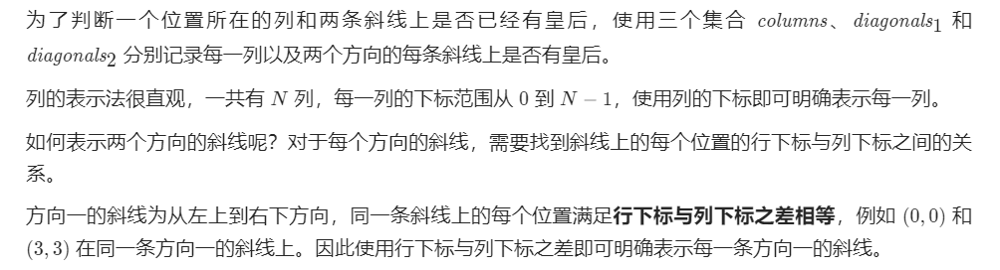 为了判断一个位置所在的列和两条斜线上是否已经有皇后，使用三个集合 columns、diagonals₁ 和
diagonals₂ 分别记录每一列以及两个方向的每条斜线上是否有皇后。
列的表示法很直观，一共有 N 列，每一列的下标范围从 0 到 N − 1，使用列的下标即可明确表示每一列。
如何表示两个方向的斜线呢？对于每个方向的斜线，需要找到斜线上的每个位置的行下标与列下标之间的关
系。
方向一的斜线为从左上到右下方向，同一条斜线上的每个位置满足行下标与列下标之差相等，例如 (0, 0) 和
(3, 3) 在同一条方向一的斜线上。因此使用行下标与列下标之差即可明确表示每一条方向一的斜线。